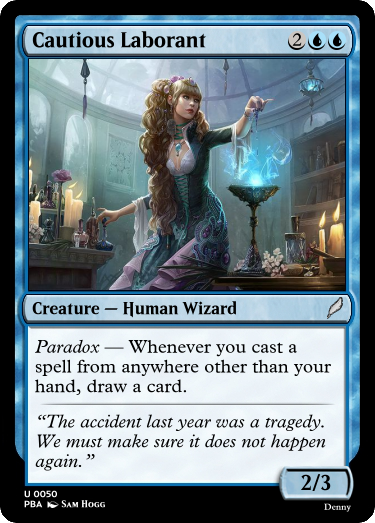 Cautious Laborant 2
Creature — Human Wizard
Paradox — Whenever you cast a
spell from anywhere other than your
hand, draw a card.
“The accident last year was a tragedy.
We must make sure it does not happen
again.”
2/3
U 0050
PBA SAM HOGG
Denny